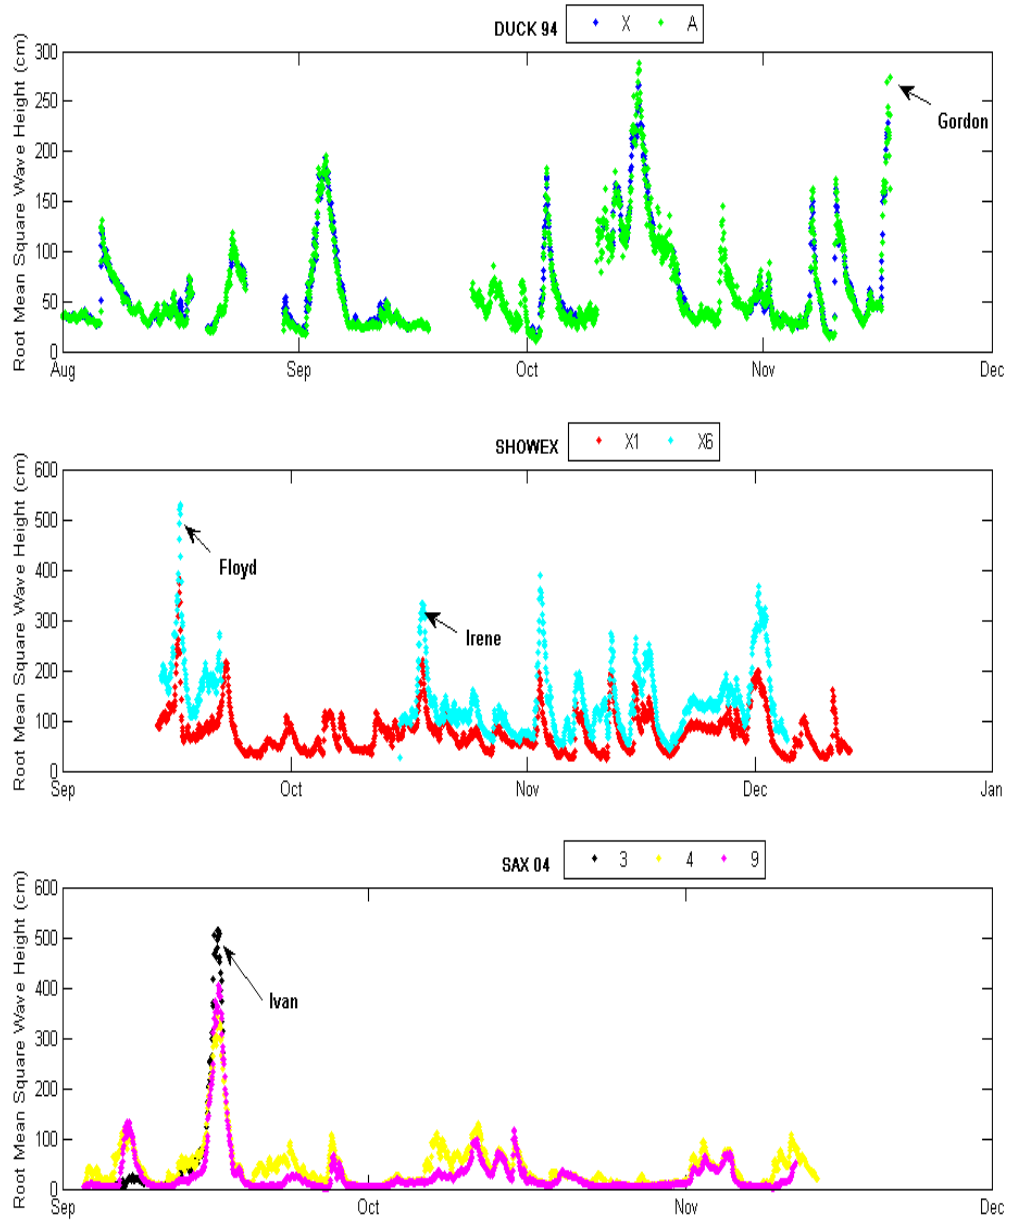 DUCK 94 X A
Root Mean Square Wave Height (cm)
300
250
200
150
100
50
0
Gordon
Aug Sep Oct Nov Dec
SHOWEX X1 X6
Root Mean Square Wave Height (cm)
600
500
400
300
200
100
0
Floyd
Irene
Sep Oct Nov Dec Jan
SAX 04 3 4 9
Root Mean Square Wave Height (cm)
600
500
400
300
200
100
0
Ivan
Sep Oct Nov Dec